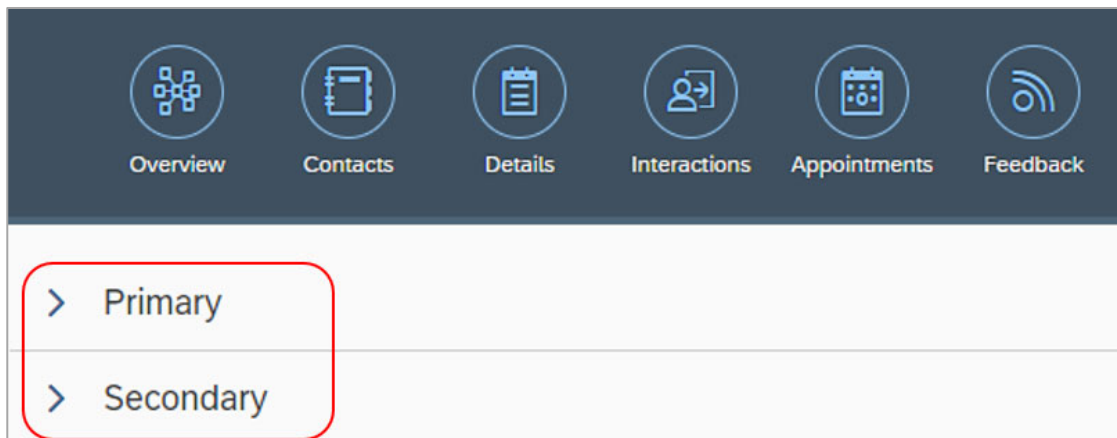 Overview Contacts Details Interactions Appointments Feedback
Primary
Secondary